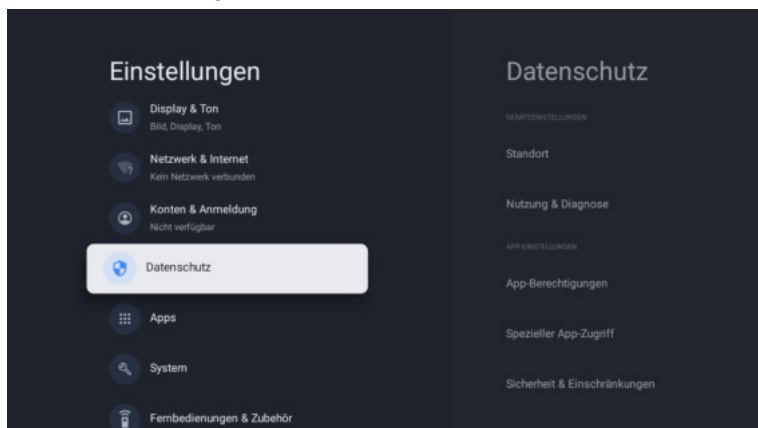 Einstellungen
Display & Ton
Bild, Display, Ton
Netzwerk & Internet
Kein Netzwerk verbunden
Konten & Anmeldung
Nicht verfügbar
Datenschutz
Apps
System
Fernbedienungen & Zubehör
Datenschutz
GERÄTEEINSTELLUNGEN
Standort
Nutzung & Diagnose
APP-EINSTELLUNGEN
App-Berechtigungen
Spezieller App-Zugriff
Sicherheit & Einschränkungen